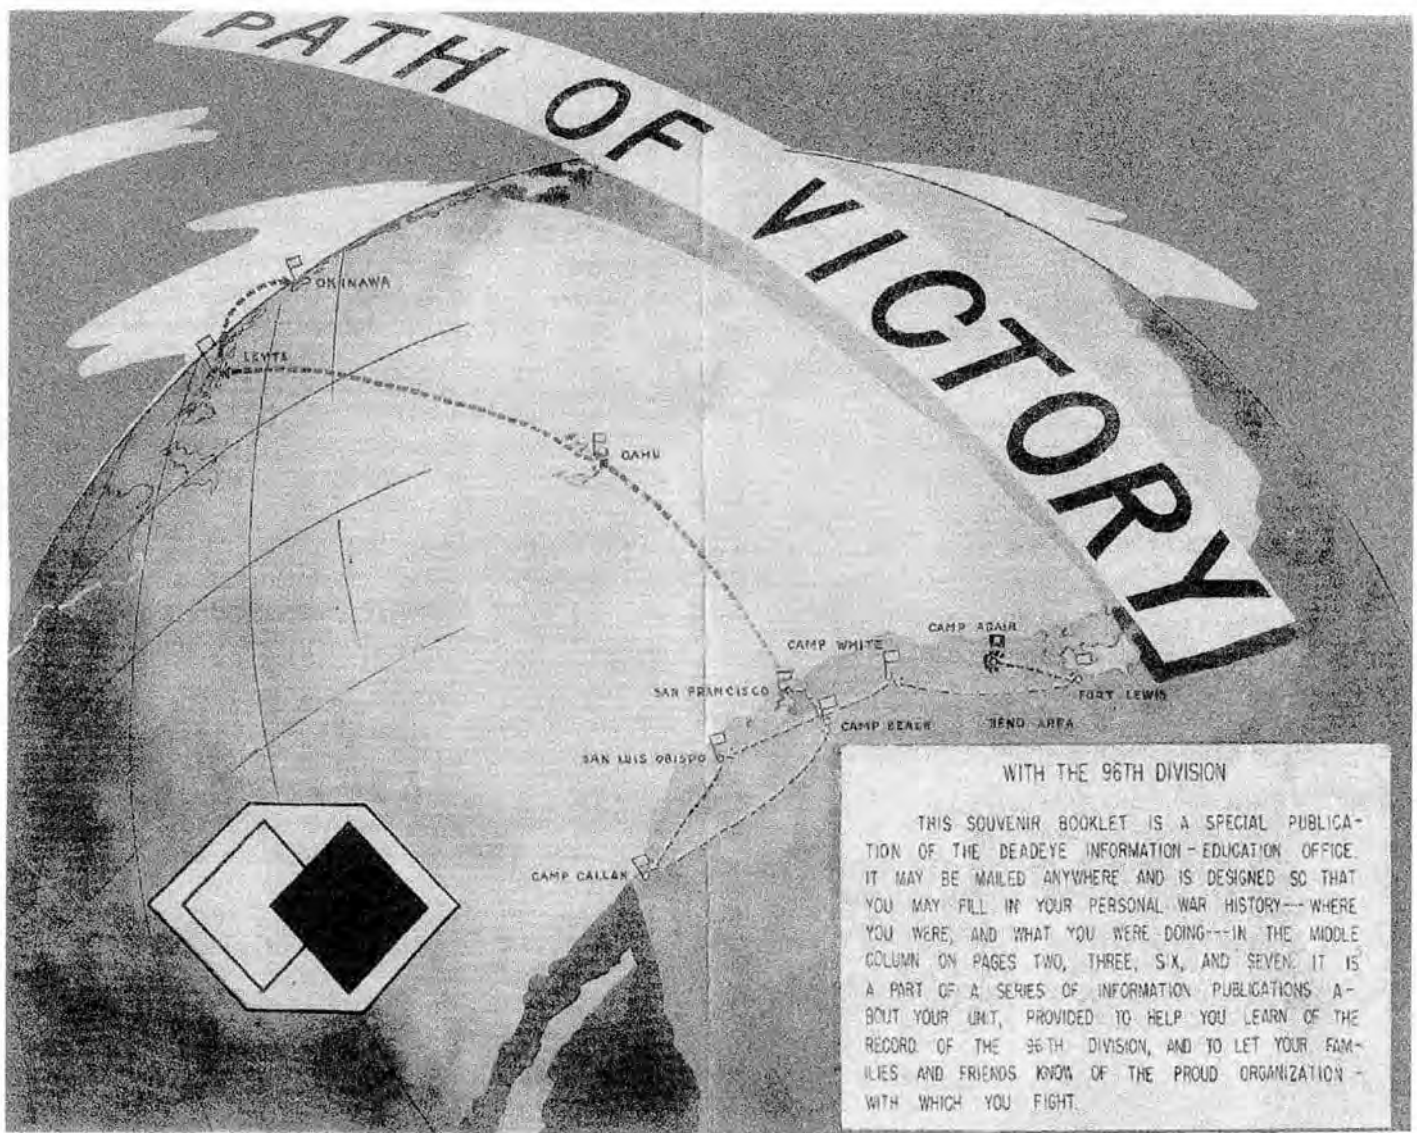 PATH OF VICTORY
OKINAWA
LEYTE
OAHU
CAMP ADAIR
CAMP WHITE
SAN FRANCISCO
FORT LEWIS
CAMP BEALE
BEND AREA
SAN LUIS OBISPO
CAMP CALLAN
WITH THE 96TH DIVISION
THIS SOUVENIR BOOKLET IS A SPECIAL PUBLICA-
TION OF THE DEADEYE INFORMATION-EDUCATION OFFICE.
IT MAY BE MAILED ANYWHERE AND IS DESIGNED SO THAT
YOU MAY FILL IN YOUR PERSONAL WAR HISTORY---WHERE
YOU WERE, AND WHAT YOU WERE DOING---IN THE MIDDLE
COLUMN ON PAGES TWO, THREE, SIX, AND SEVEN. IT IS
A PART OF A SERIES OF INFORMATION PUBLICATIONS A-
BOUT YOUR UNIT, PROVIDED TO HELP YOU LEARN OF THE
RECORD OF THE 96TH DIVISION, AND TO LET YOUR FAM-
ILIES AND FRIENDS KNOW OF THE PROUD ORGANIZATION-
WITH WHICH YOU FIGHT.